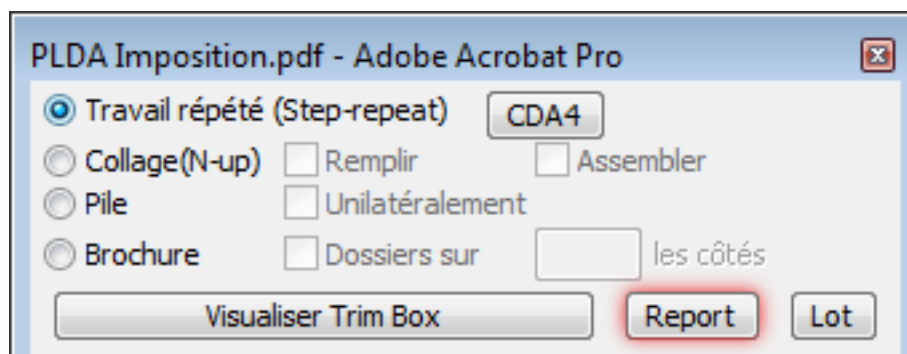 PLDA Imposition.pdf - Adobe Acrobat Pro
Travail répété (Step-repeat) CDA4
Collage(N-up) Remplir Assembler
Pile Unilatéralement
Brochure Dossiers sur les côtés
Visualiser Trim Box Report Lot